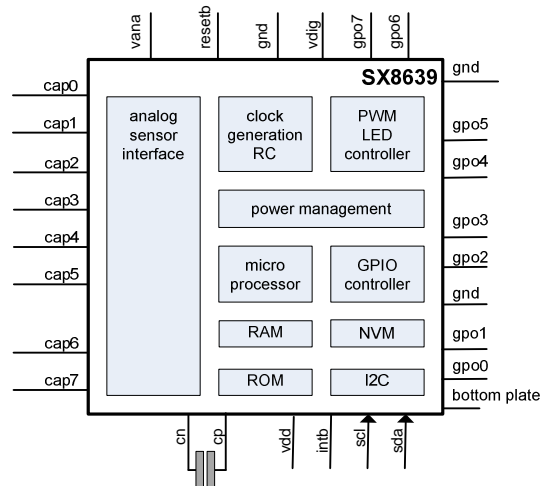 vana
resetb
gnd
vdig
gpo7
gpo6
SX8639
gnd
cap0
cap1
cap2
cap3
cap4
cap5
cap6
cap7
analog
sensor
interface
clock
generation
RC
PWM
LED
controller
power management
micro
processor
GPIO
controller
RAM
NVM
ROM
I2C
gpo5
gpo4
gpo3
gpo2
gnd
gpo1
gpo0
bottom plate
cn
cp
vdd
intb
scl
sda